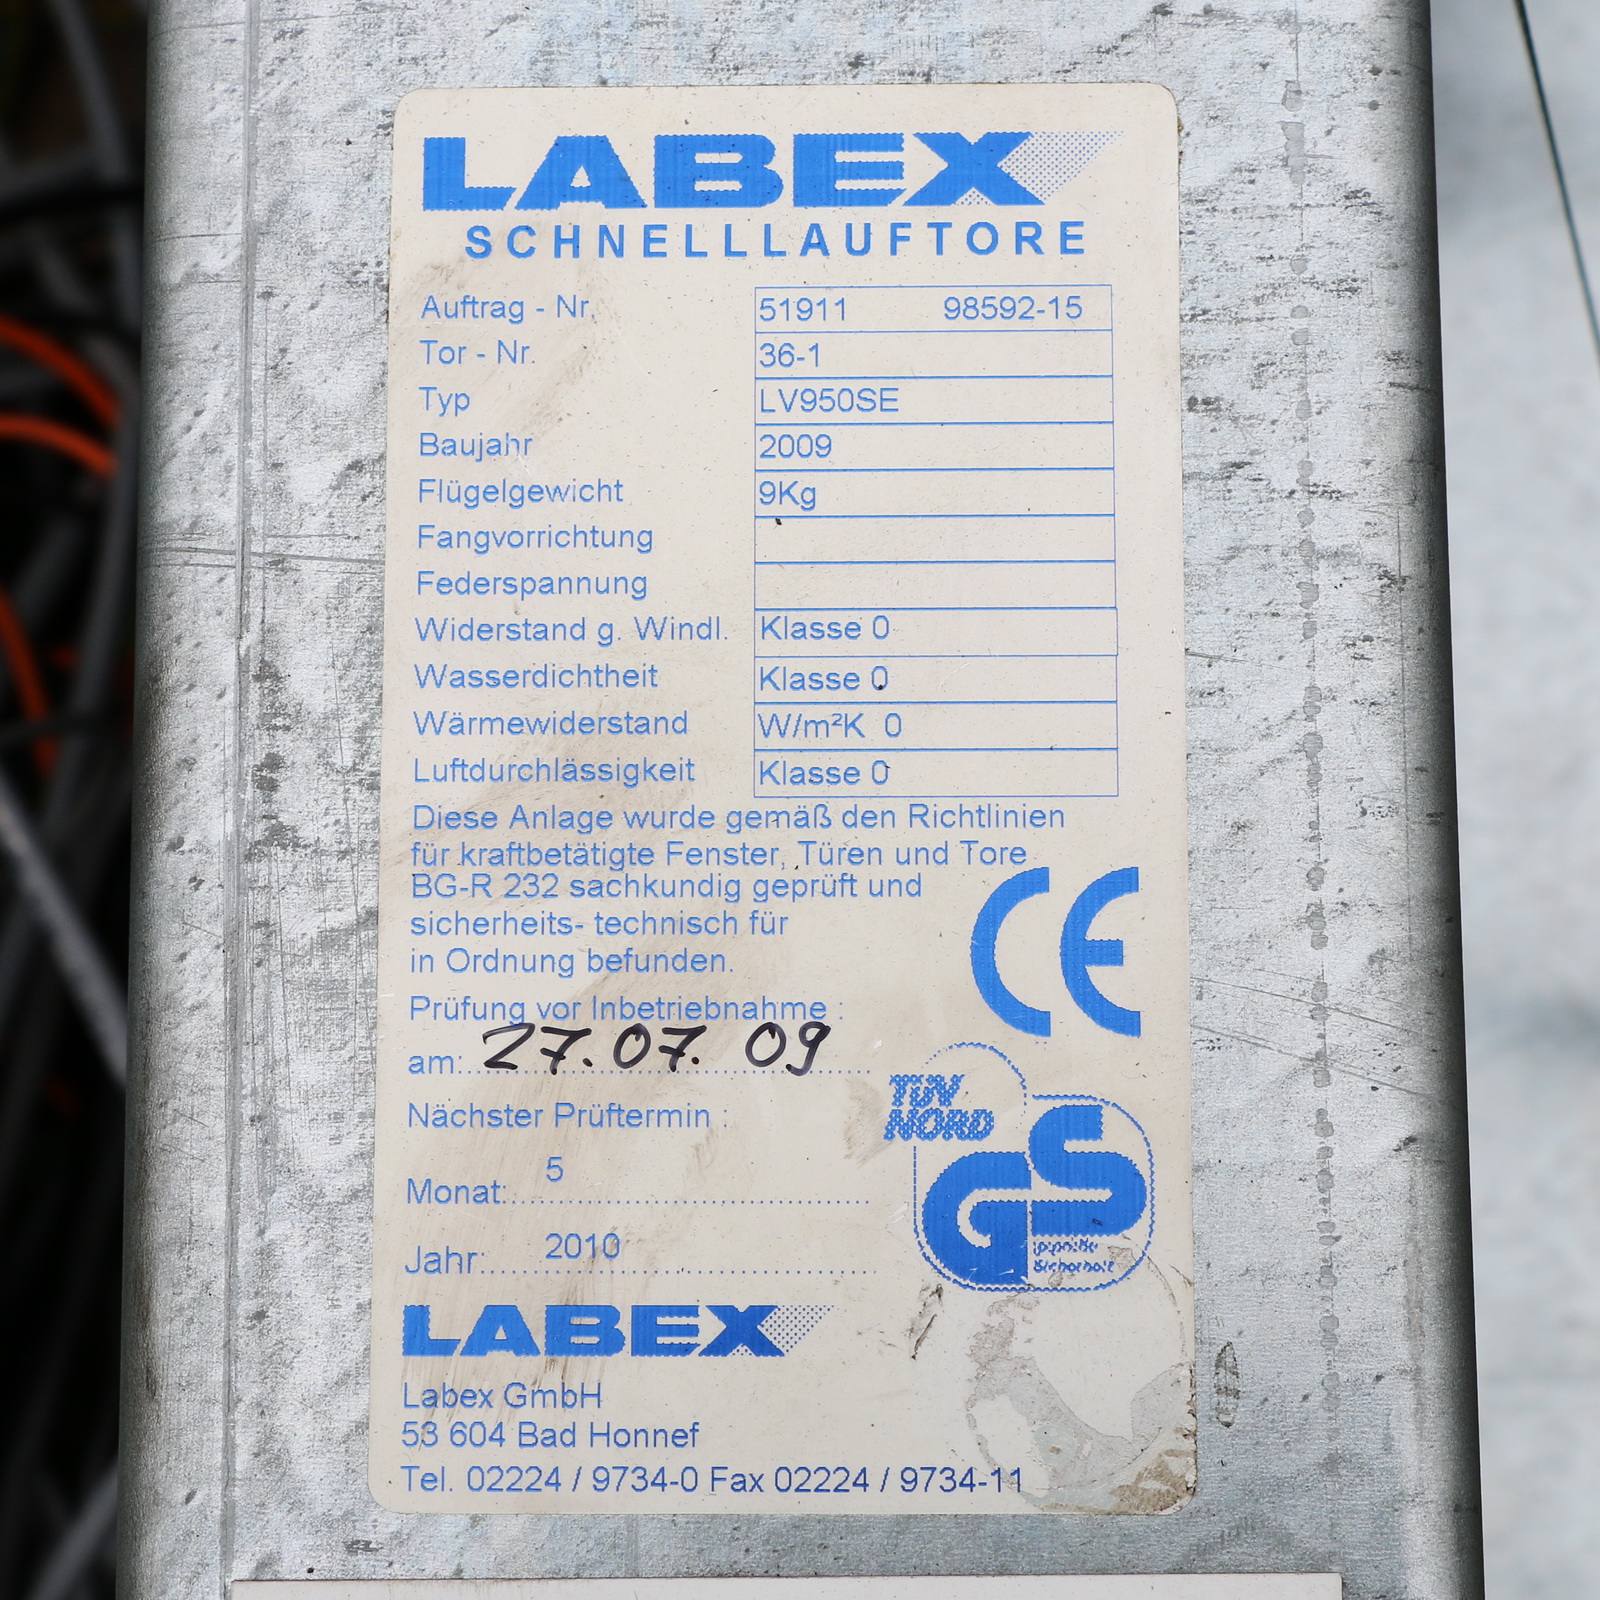 LABEX
SCHNELLLAUFTORE
Auftrag - Nr. 51911 98592-15
Tor - Nr. 36-1
Typ LV950SE
Baujahr 2009
Flügelgewicht 9Kg
Fangvorrichtung
Federspannung
Widerstand g. Windl. Klasse 0
Wasserdichtheit Klasse 0
Wärmewiderstand W/m²K 0
Luftdurchlässigkeit Klasse 0
Diese Anlage wurde gemäß den Richtlinien
für kraftbetätigte Fenster, Türen und Tore
BG-R 232 sachkundig geprüft und
sicherheits- technisch für
in Ordnung befunden.
CE
Prüfung vor Inbetriebnahme :
am: 27.07.09
Nächster Prüftermin :
Monat: 5
Jahr: 2010
TÜV
NORD
GS
geprüfte
Sicherheit
LABEX
Labex GmbH
53 604 Bad Honnef
Tel. 02224 / 9734-0 Fax 02224 / 9734-11